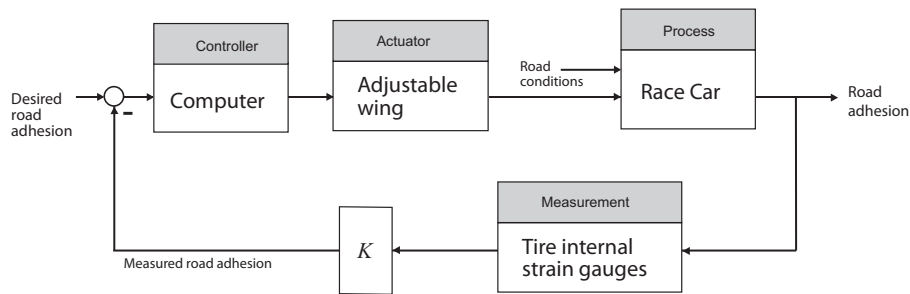 Controller
Computer
Actuator
Adjustable
wing
Process
Race Car
Road
conditions
Desired
road
adhesion
-
Road
adhesion
Measurement
Tire internal
strain gauges
K
Measured road adhesion